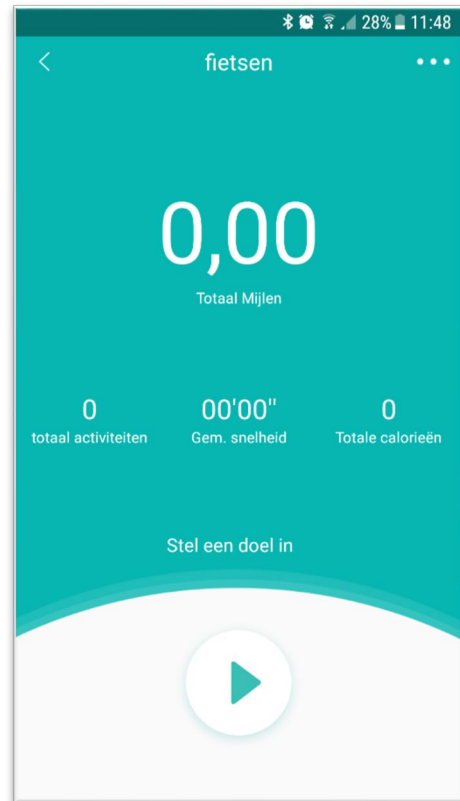 28% 11:48
fietsen
0,00
Totaal Mijlen
0 00'00" 0
totaal activiteiten Gem. snelheid Totale calorieën
Stel een doel in